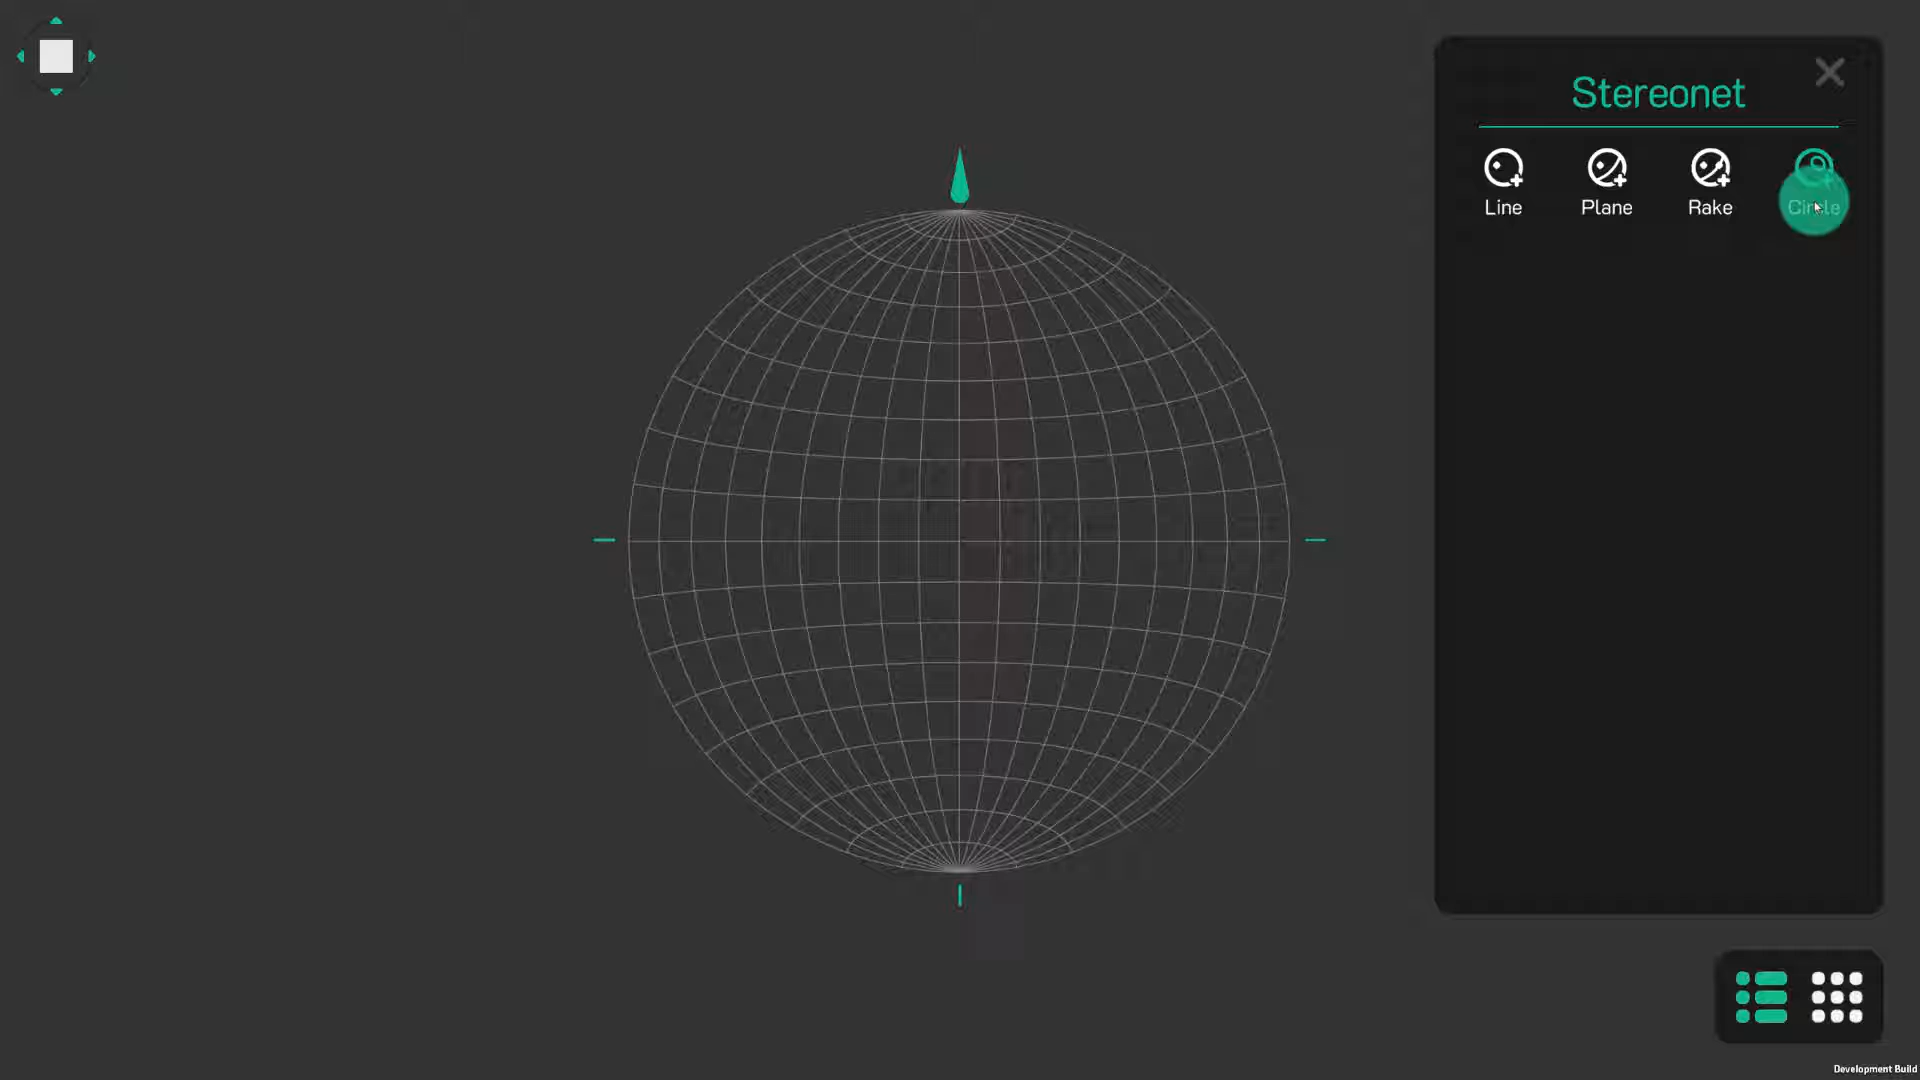 Stereonet
Line
Plane
Rake
Circle
Development Build